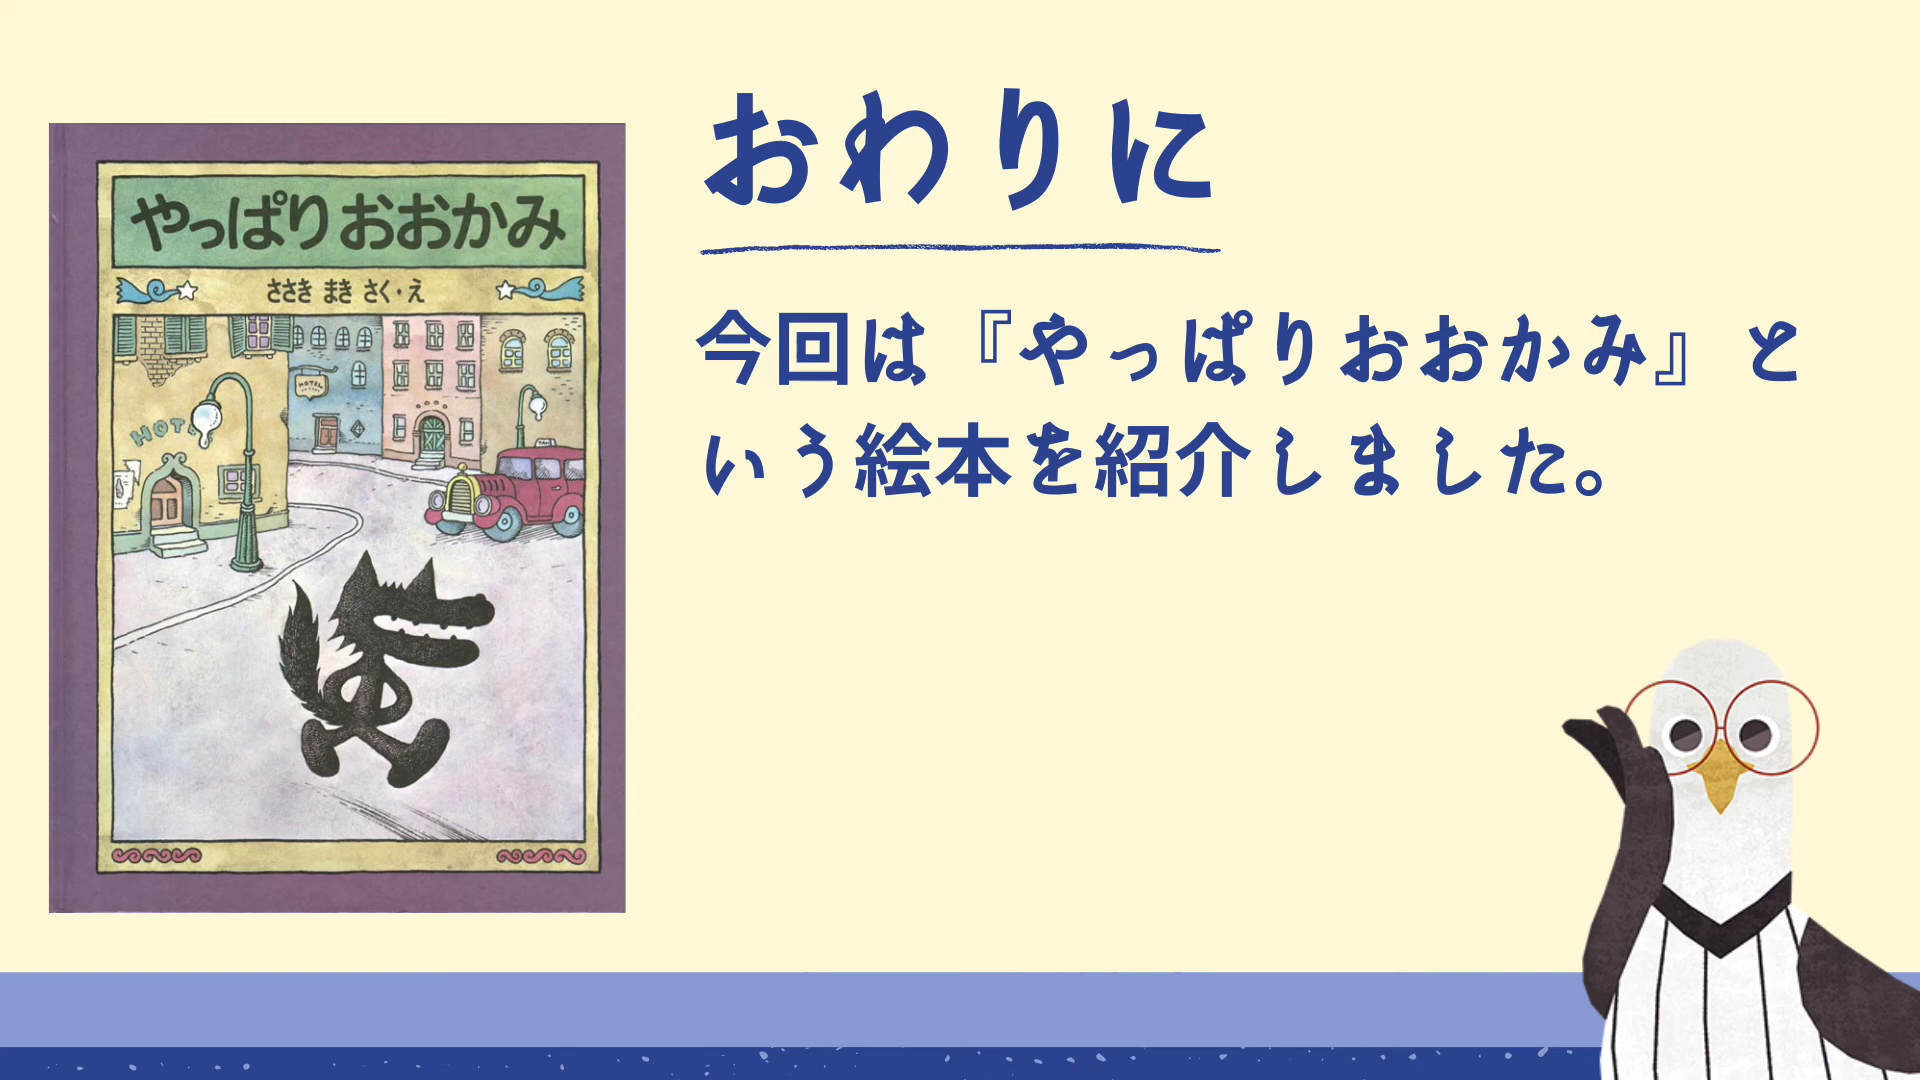 やっぱりおおかみ
ささき まき さく・え
HOTEL
HOT
おわりに
今回は『やっぱりおおかみ』と
いう絵本を紹介しました。